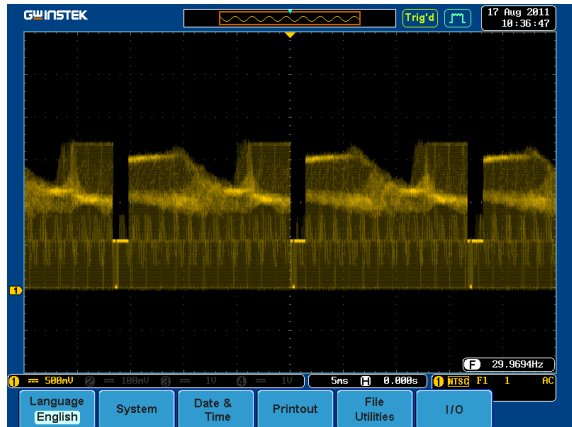 GWINSTEK Trig'd 17 Aug 2011
10:36:47
1
F 29.9694Hz
1 == 500mV 2 == 100mV 3 == 1V 4 == 1V 5ms H 0.000s 1 NTSC F1 1 AC
Language
English
System
Date &
Time
Printout
File
Utilities
I/O